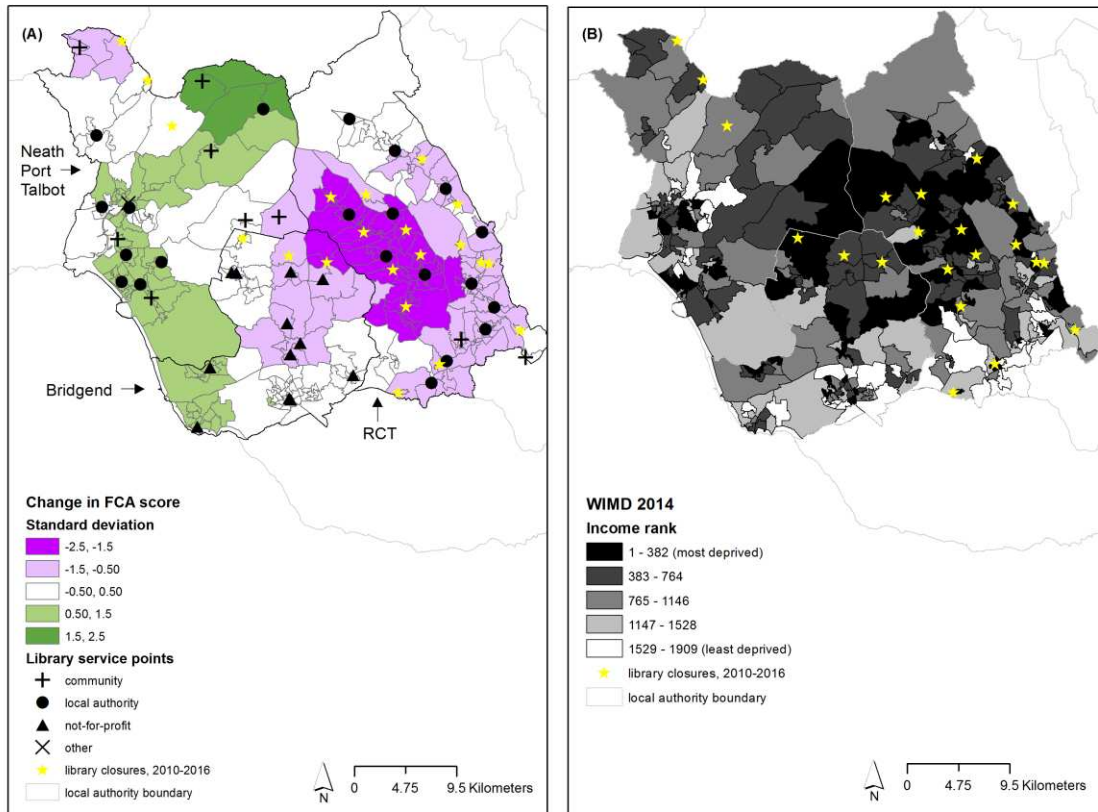 (A)
Neath
Port
Talbot
Bridgend
RCT
Change in FCA score
Standard deviation
-2.5, -1.5
-1.5, -0.50
-0.50, 0.50
0.50, 1.5
1.5, 2.5
Library service points
community
local authority
not-for-profit
other
library closures, 2010-2016
local authority boundary
N
0 4.75 9.5 Kilometers
(B)
WIMD 2014
Income rank
1 - 382 (most deprived)
383 - 764
765 - 1146
1147 - 1528
1529 - 1909 (least deprived)
library closures, 2010-2016
local authority boundary
N
0 4.75 9.5 Kilometers